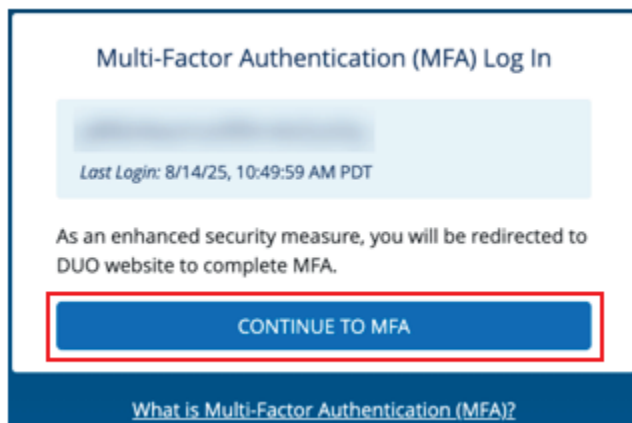 Multi-Factor Authentication (MFA) Log In
Last Login: 8/14/25, 10:49:59 AM PDT
As an enhanced security measure, you will be redirected to
DUO website to complete MFA.
CONTINUE TO MFA
What is Multi-Factor Authentication (MFA)?